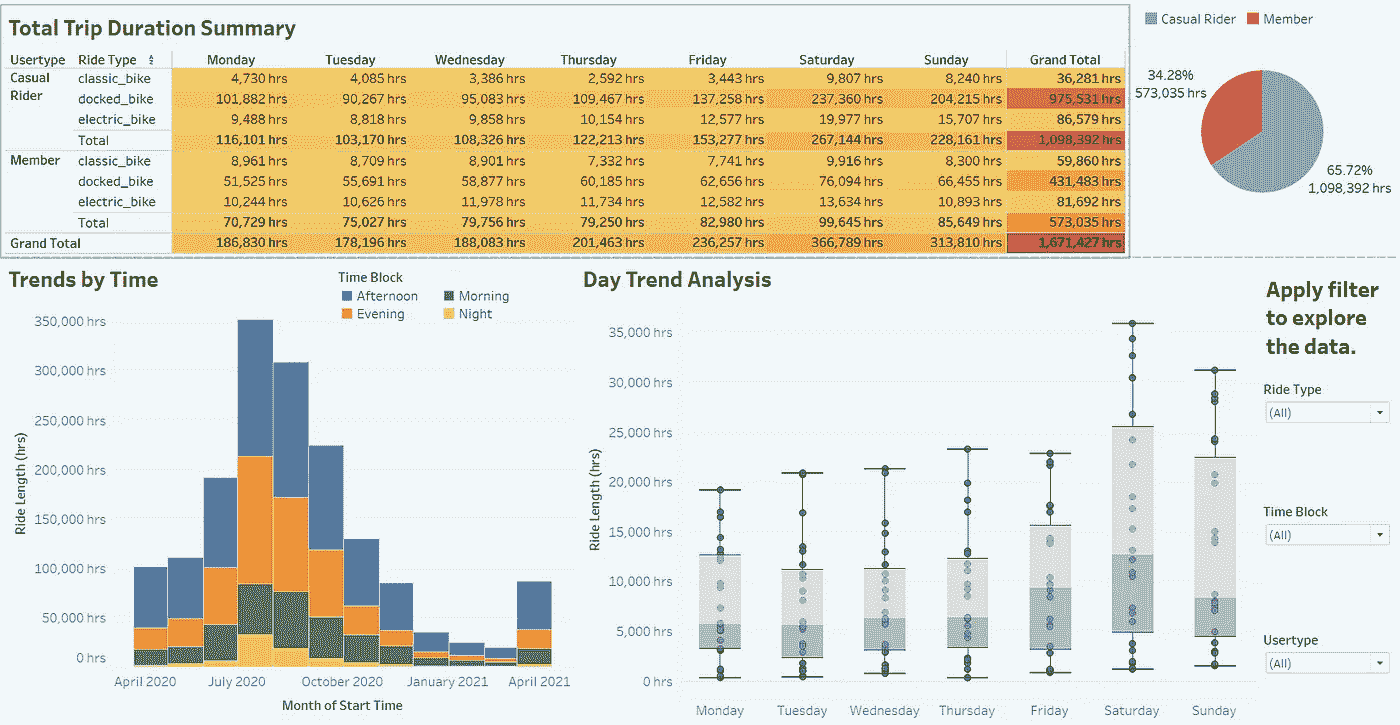 Total Trip Duration Summary
Usertype Ride Type Monday Tuesday Wednesday Thursday Friday Saturday Sunday Grand Total
Casual Rider classic_bike 4,730 hrs 4,085 hrs 3,386 hrs 2,592 hrs 3,443 hrs 9,807 hrs 8,240 hrs 36,281 hrs
docked_bike 101,882 hrs 90,267 hrs 95,083 hrs 109,467 hrs 137,258 hrs 237,360 hrs 204,215 hrs 975,531 hrs
electric_bike 9,488 hrs 8,818 hrs 9,858 hrs 10,154 hrs 12,577 hrs 19,977 hrs 15,707 hrs 86,579 hrs
Total 116,101 hrs 103,170 hrs 108,326 hrs 122,213 hrs 153,277 hrs 267,144 hrs 228,161 hrs 1,098,392 hrs
Member classic_bike 8,961 hrs 8,709 hrs 8,901 hrs 7,332 hrs 7,741 hrs 9,916 hrs 8,300 hrs 59,860 hrs
docked_bike 51,525 hrs 55,691 hrs 58,877 hrs 60,185 hrs 62,656 hrs 76,094 hrs 66,455 hrs 431,483 hrs
electric_bike 10,244 hrs 10,626 hrs 11,978 hrs 11,734 hrs 12,582 hrs 13,634 hrs 10,893 hrs 81,692 hrs
Total 70,729 hrs 75,027 hrs 79,756 hrs 79,250 hrs 82,980 hrs 99,645 hrs 85,649 hrs 573,035 hrs
Grand Total 186,830 hrs 178,196 hrs 188,083 hrs 201,463 hrs 236,257 hrs 366,789 hrs 313,810 hrs 1,671,427 hrs
Casual Rider Member
34.28%
573,035 hrs
65.72%
1,098,392 hrs
Trends by Time
Time Block
Afternoon Morning
Evening Night
350,000 hrs
300,000 hrs
250,000 hrs
200,000 hrs
150,000 hrs
100,000 hrs
50,000 hrs
0 hrs
Ride Length (hrs)
April 2020 July 2020 October 2020 January 2021 April 2021
Month of Start Time
Day Trend Analysis
35,000 hrs
30,000 hrs
25,000 hrs
20,000 hrs
15,000 hrs
10,000 hrs
5,000 hrs
0 hrs
Ride Length (hrs)
Monday Tuesday Wednesday Thursday Friday Saturday Sunday
Apply filter
to explore
the data.
Ride Type
(All)
Time Block
(All)
Usertype
(All)